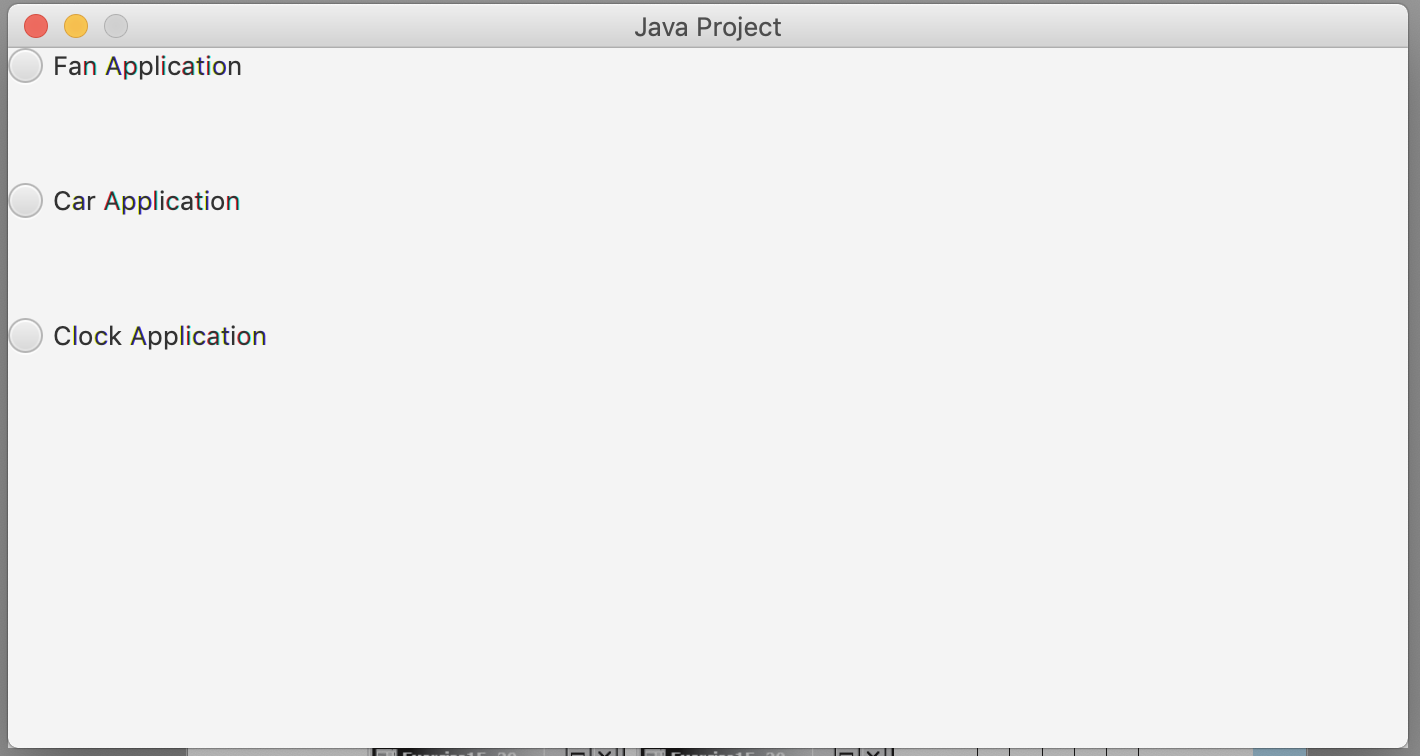 Java Project
Fan Application
Car Application
Clock Application